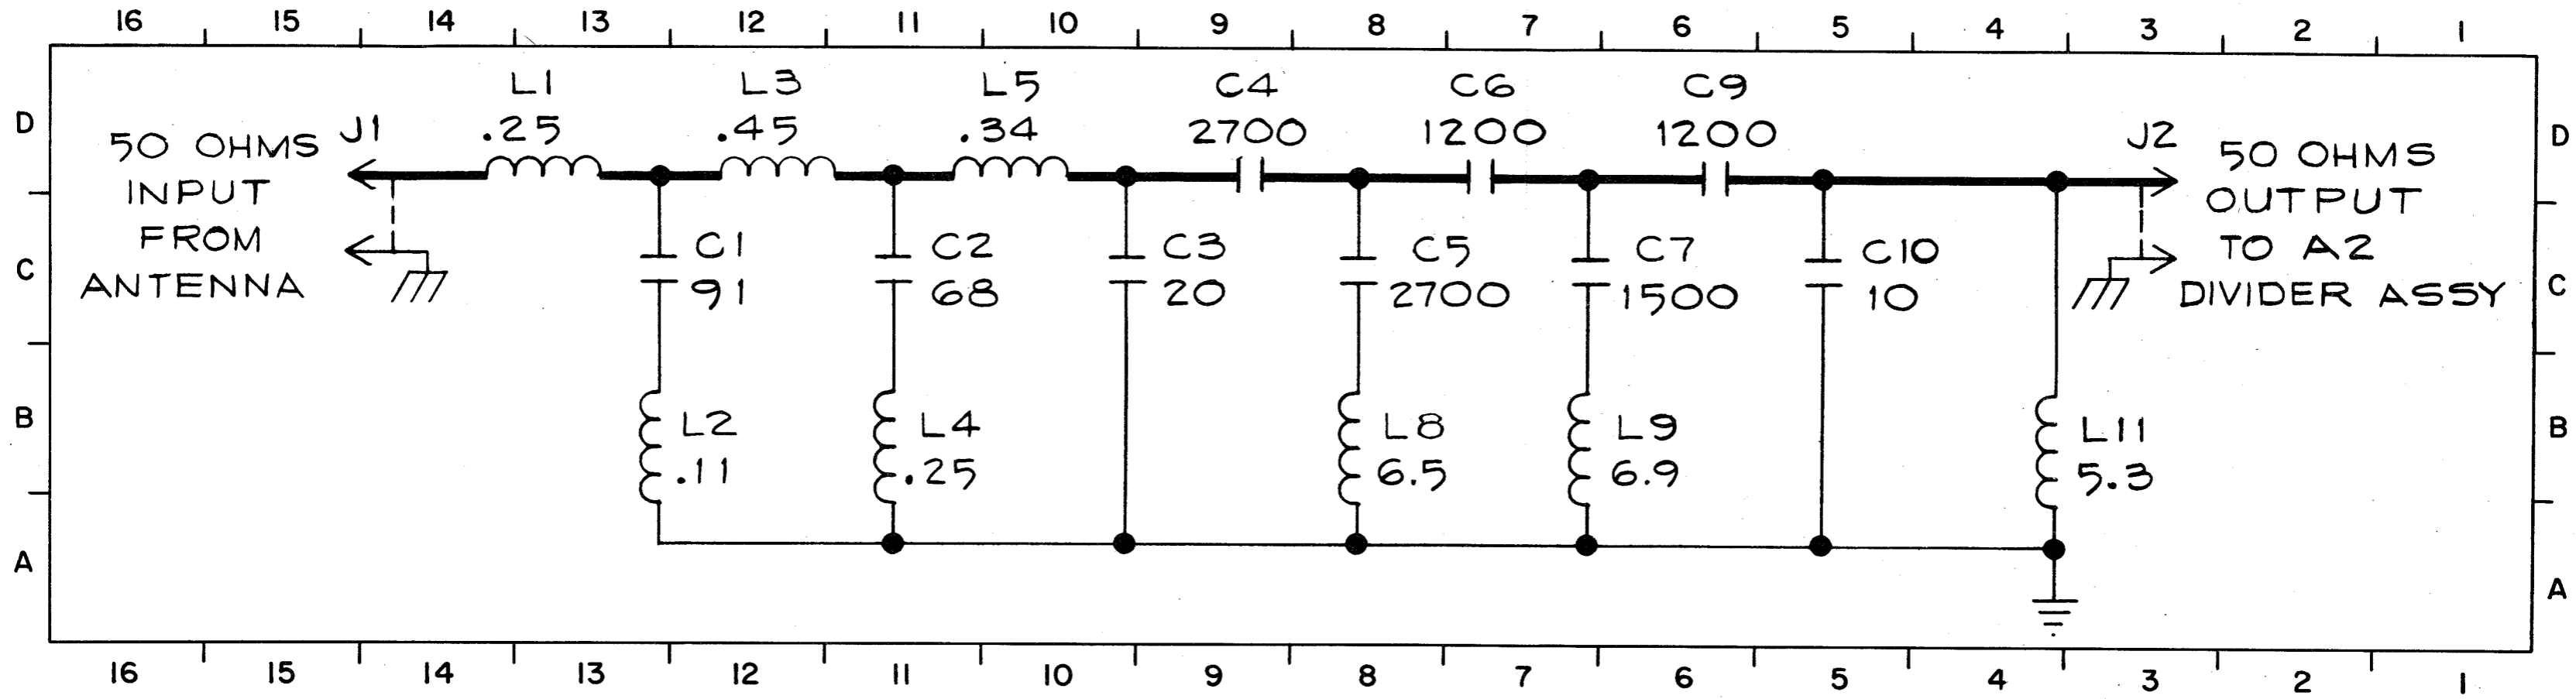 16 15 14 13 12 11 10 9 8 7 6 5 4 3 2 1
D
C
B
A
50 OHMS
INPUT
FROM
ANTENNA
J1
L1
.25
L3
.45
L5
.34
C4
2700
C6
1200
C9
1200
J2
50 OHMS
OUTPUT
TO A2
DIVIDER ASSY
C1
91
C2
68
C3
20
C5
2700
C7
1500
C10
10
L2
.11
L4
.25
L8
6.5
L9
6.9
L11
5.3
D
C
B
A
16 15 14 13 12 11 10 9 8 7 6 5 4 3 2 1